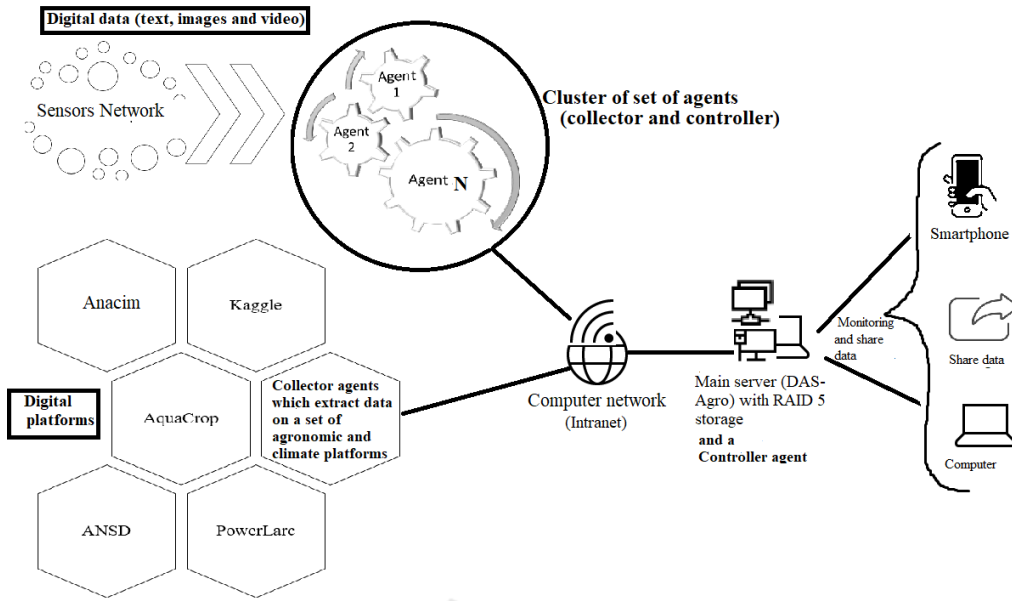 Digital data (text, images and video)
Sensors Network
Agent
1
Agent
2
Agent N
Cluster of set of agents
(collector and controller)
Smartphone
Anacim
Kaggle
Monitoring
and share
data
Share data
Digital
platforms
AquaCrop
Collector agents
which extract data
on a set of
agronomic and
climate platforms
Computer network
(Intranet)
Main server (DAS-
Agro) with RAID 5
storage
and a
Controller agent
Computer
ANSD
PowerLarc